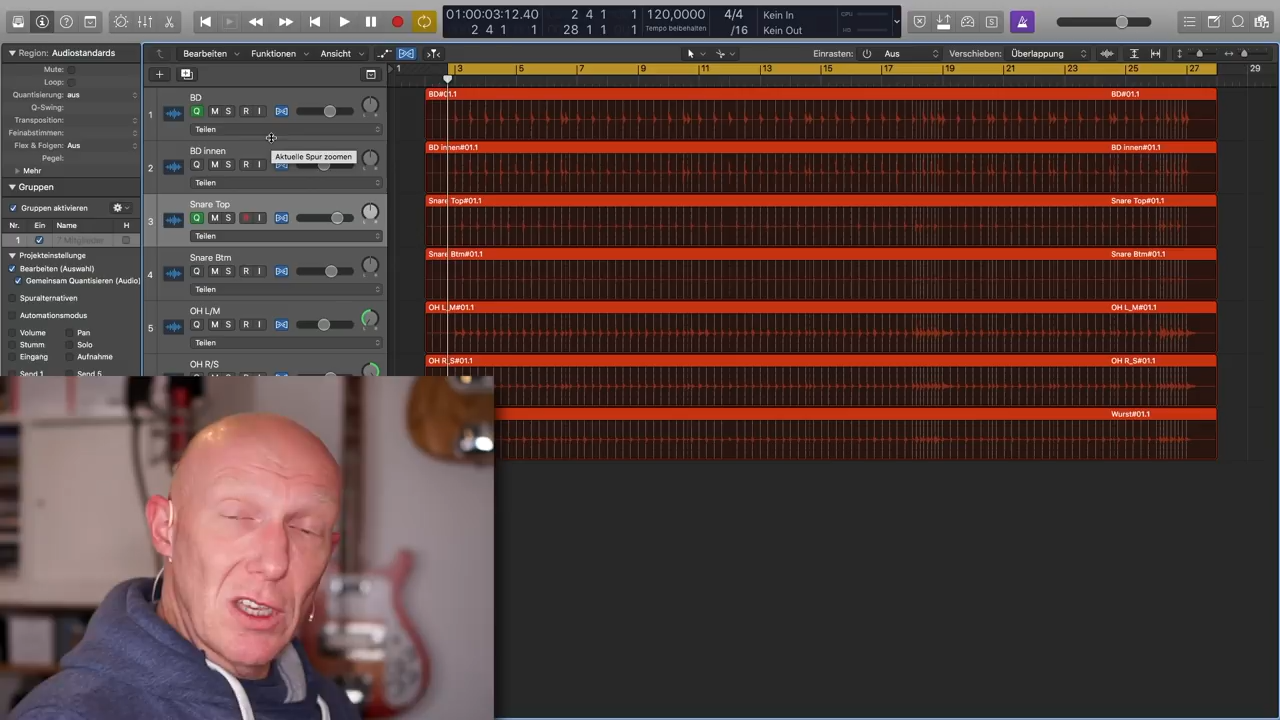 01:00:03:12.40
2 4 1 1
2 4 1 1
28 1 1 1
120,0000
Tempo beibehalten
4/4
/16
Kein In
Kein Out
CPU
Region: Audiostandards
Mute:
Loop:
Quantisierung: aus
Q-Swing:
Transposition:
Feinabstimmen:
Flex & Folgen: Aus
Pegel:
Mehr
Gruppen
Gruppen aktivieren
Nr. Ein Name H
1 7 Mitglieder
Projekteinstellung
Bearbeiten (Auswahl)
Gemeinsam Quantisieren (Audio)
Spuralternativen
Automationsmodus
Volume Pan
Stumm Solo
Eingang Aufnahme
Send 1 Send 5
Bearbeiten Funktionen Ansicht
Einrasten: Aus Verschieben: Überlappung
1 3 5 7 9 11 13 15 17 19 21 23 25 27 29
1 BD
Q M S R I
Teilen
Aktuelle Spur zoomen
2 BD innen
Q M S R I
Teilen
3 Snare Top
Q M S R I
Teilen
4 Snare Btm
Q M S R I
Teilen
5 OH L/M
Q M S R I
Teilen
OH R/S
BD#01.1 BD#01.1
BD innen#01.1 BD innen#01.1
Snare Top#01.1 Snare Top#01.1
Snare Btm#01.1 Snare Btm#01.1
OH L_M#01.1 OH L_M#01.1
OH R_S#01.1 OH R_S#01.1
Wurst#01.1